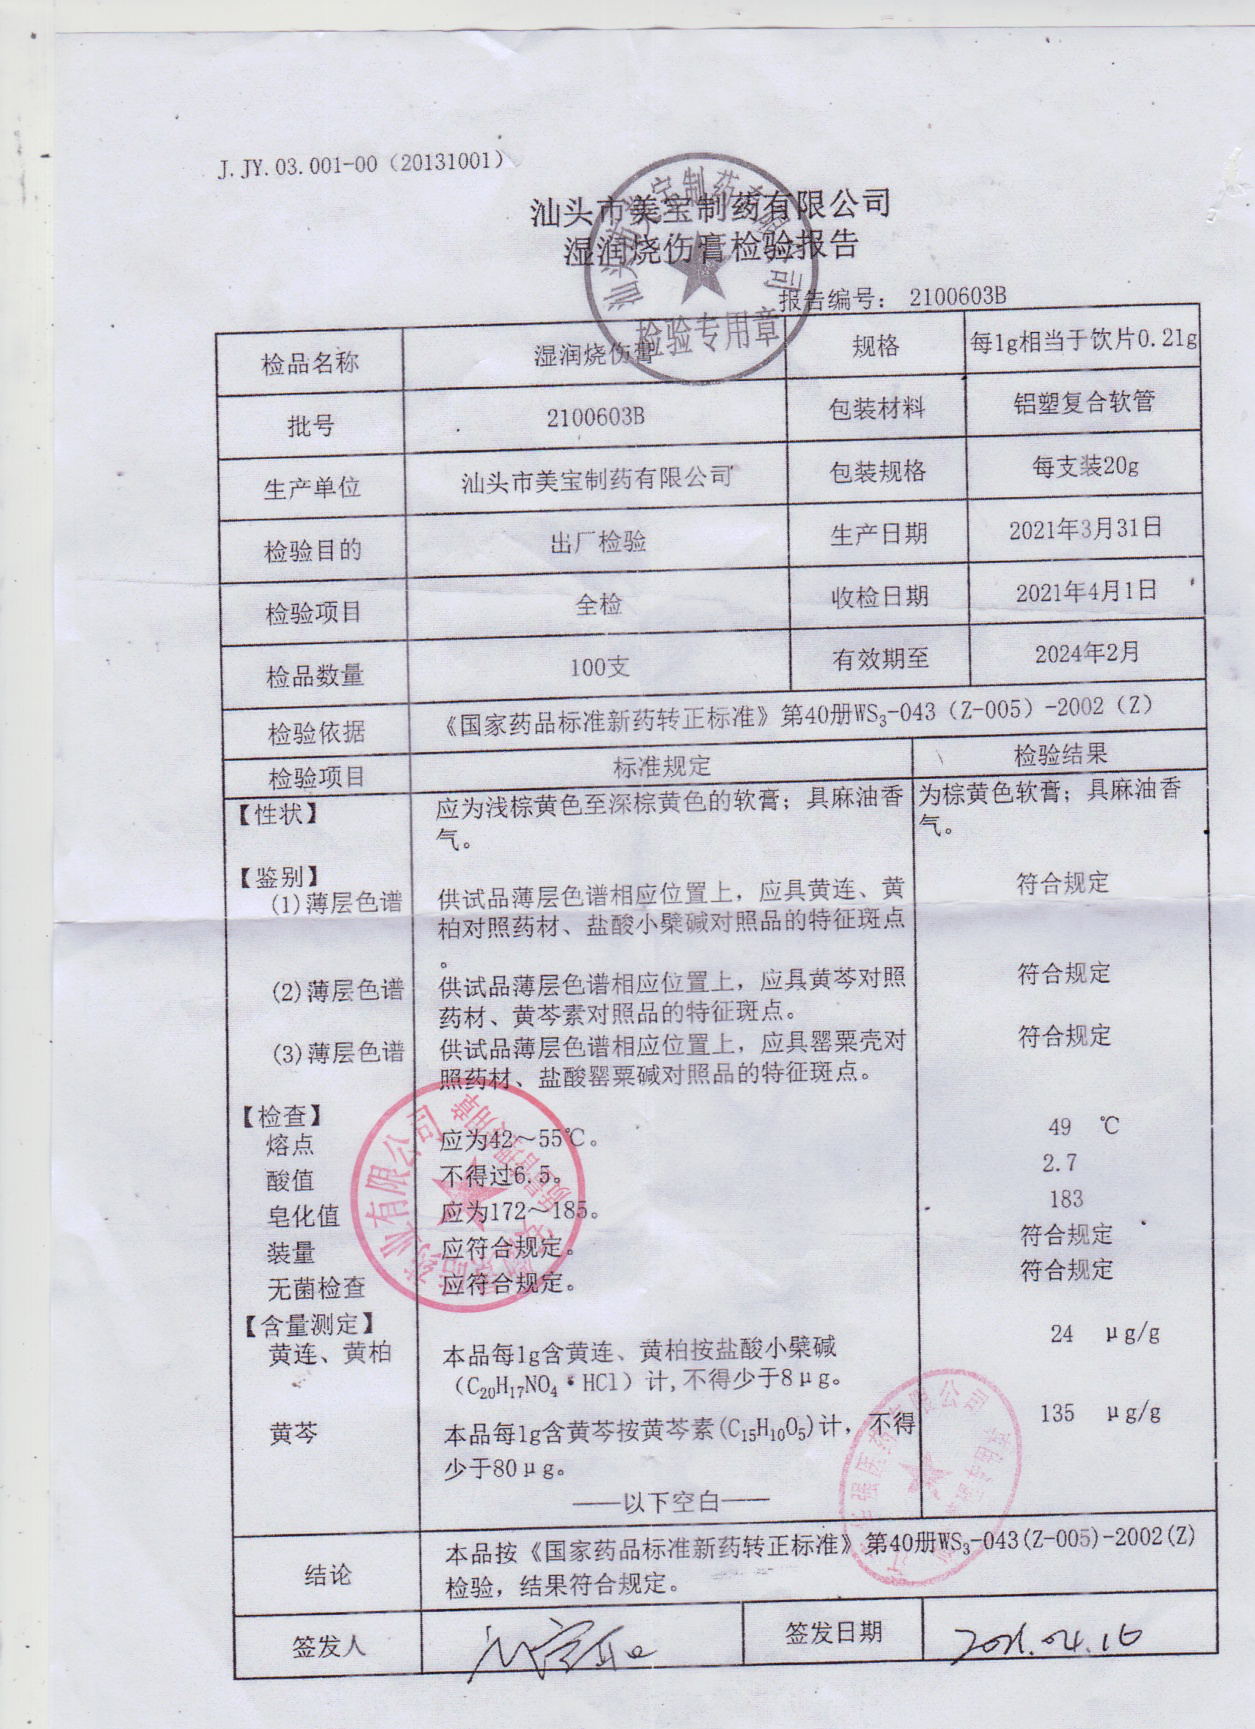 J.JY.03.001-00（20131001）
汕头市美宝制药有限公司
湿润烧伤膏检验报告
检验专用章
报告编号： 2100603B
检品名称 湿润烧伤膏 规格 每1g相当于饮片0.21g
批号 2100603B 包装材料 铝塑复合软管
生产单位 汕头市美宝制药有限公司 包装规格 每支装20g
检验目的 出厂检验 生产日期 2021年3月31日
检验项目 全检 收检日期 2021年4月1日
检品数量 100支 有效期至 2024年2月
检验依据 《国家药品标准新药转正标准》第40册WS₃-043（Z-005）-2002（Z）
检验项目 标准规定 检验结果
【性状】 应为浅棕黄色至深棕黄色的软膏；具麻油香 为棕黄色软膏；具麻油香
气。 气。
【鉴别】
(1)薄层色谱 供试品薄层色谱相应位置上，应具黄连、黄 符合规定
柏对照药材、盐酸小檗碱对照品的特征斑点
。
(2)薄层色谱 供试品薄层色谱相应位置上，应具黄芩对照 符合规定
药材、黄芩素对照品的特征斑点。
(3)薄层色谱 供试品薄层色谱相应位置上，应具罂粟壳对 符合规定
照药材、盐酸罂粟碱对照品的特征斑点。
【检查】
熔点 应为42～55℃。 49 ℃
酸值 不得过6.5。 2.7
皂化值 应为172～185。 183
装量 应符合规定。 符合规定
无菌检查 应符合规定。 符合规定
【含量测定】
黄连、黄柏 本品每1g含黄连、黄柏按盐酸小檗碱 24 μg/g
（C₂₀H₁₇NO₄·HCl）计,不得少于8μg。
黄芩 本品每1g含黄芩按黄芩素(C₁₅H₁₀O₅)计，不得 135 μg/g
少于80μg。
——以下空白——
结论 本品按《国家药品标准新药转正标准》第40册WS₃-043(Z-005)-2002(Z)
检验，结果符合规定。
签发人 签发日期 2021.04.16